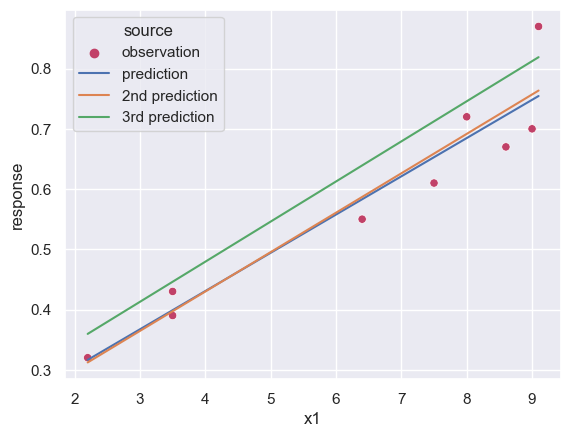 source
observation
prediction
2nd prediction
3rd prediction
response
0.8
0.7
0.6
0.5
0.4
0.3
2 3 4 5 6 7 8 9
x1